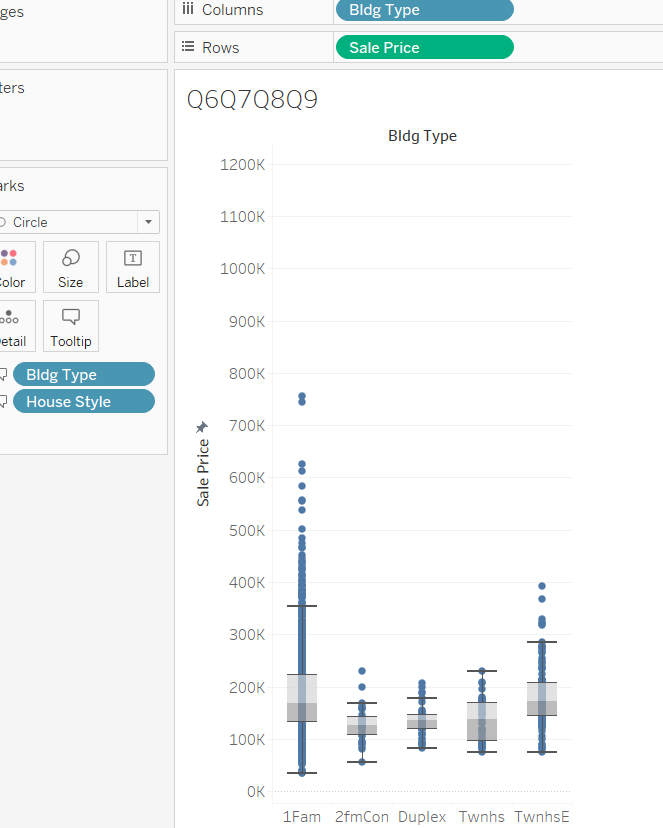 ges
Columns Bldg Type
Rows Sale Price
ters
Q6Q7Q8Q9
Bldg Type
arks
Circle
Color Size Label
etail Tooltip
Bldg Type
House Style
Sale Price
1200K
1100K
1000K
900K
800K
700K
600K
500K
400K
300K
200K
100K
0K
1Fam 2fmCon Duplex Twnhs TwnhsE